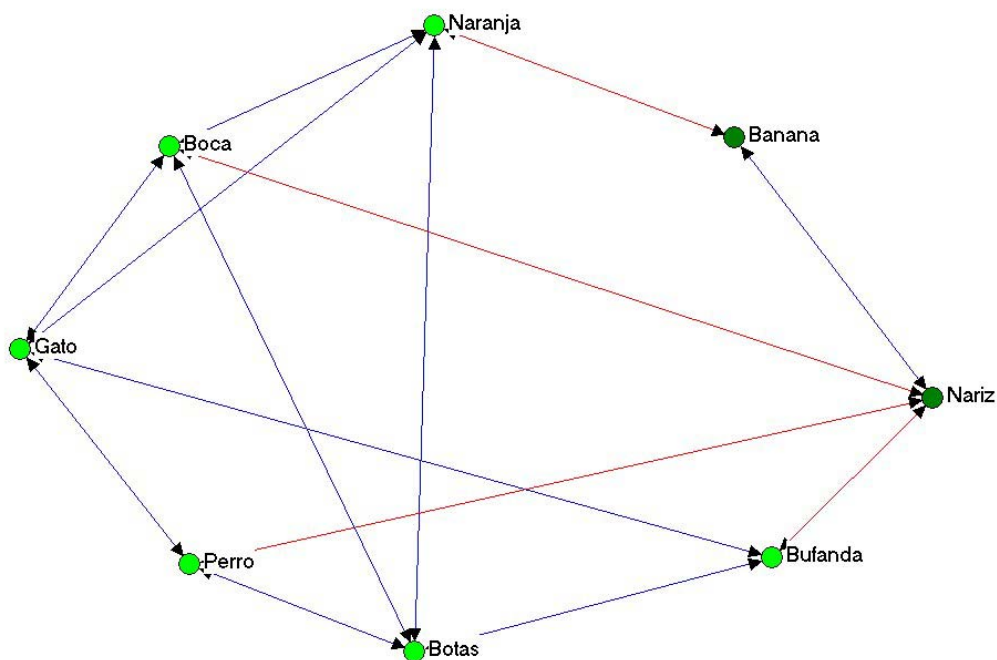 Naranja
Banana
Boca
Gato
Nariz
Perro
Bufanda
Botas